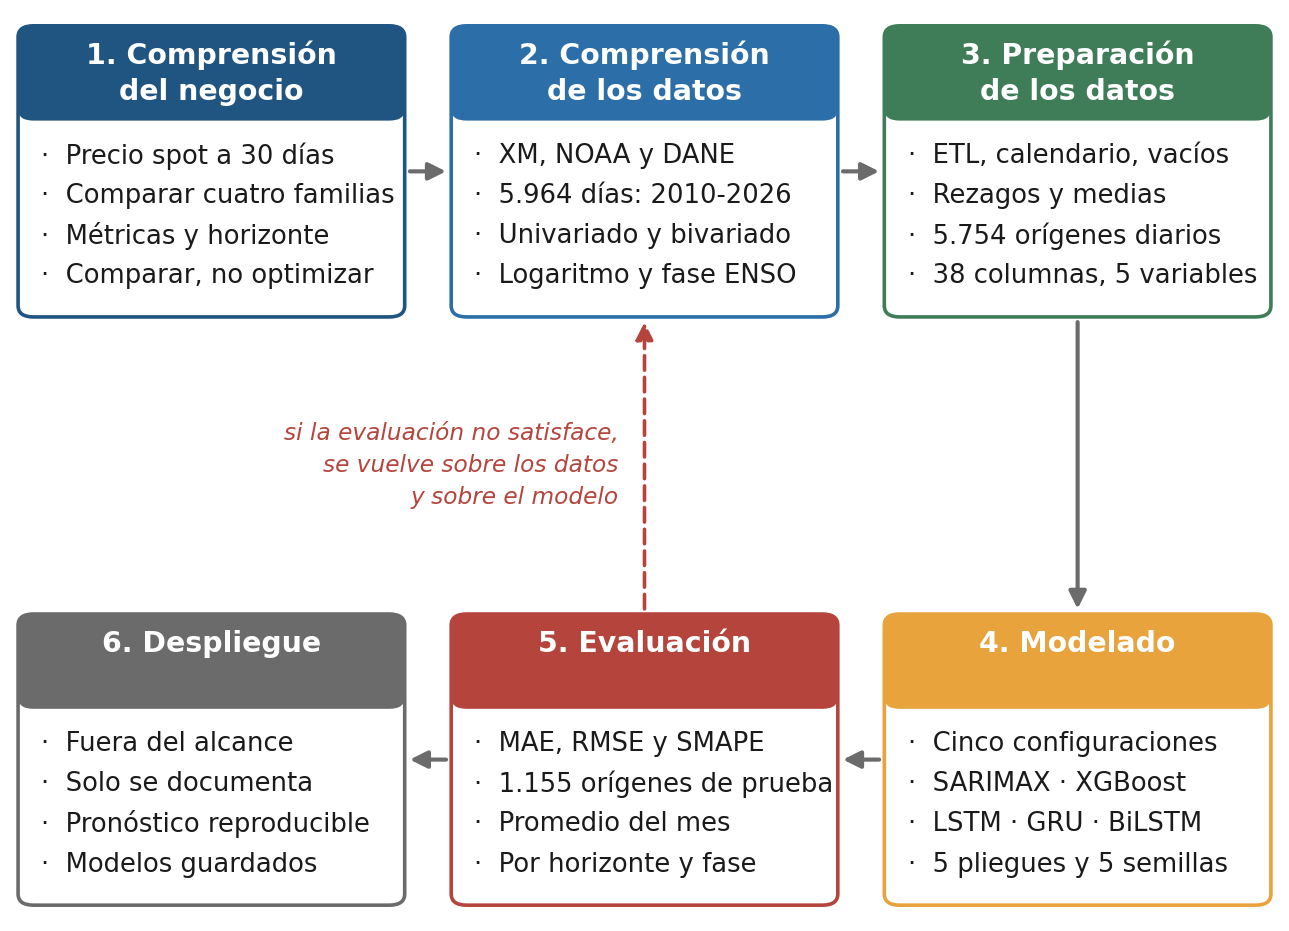 1. Comprensión
del negocio
· Precio spot a 30 días
· Comparar cuatro familias
· Métricas y horizonte
· Comparar, no optimizar
2. Comprensión
de los datos
· XM, NOAA y DANE
· 5.964 días: 2010-2026
· Univariado y bivariado
· Logaritmo y fase ENSO
3. Preparación
de los datos
· ETL, calendario, vacíos
· Rezagos y medias
· 5.754 orígenes diarios
· 38 columnas, 5 variables
si la evaluación no satisface,
se vuelve sobre los datos
y sobre el modelo
4. Modelado
· Cinco configuraciones
· SARIMAX · XGBoost
· LSTM · GRU · BiLSTM
· 5 pliegues y 5 semillas
5. Evaluación
· MAE, RMSE y SMAPE
· 1.155 orígenes de prueba
· Promedio del mes
· Por horizonte y fase
6. Despliegue
· Fuera del alcance
· Solo se documenta
· Pronóstico reproducible
· Modelos guardados